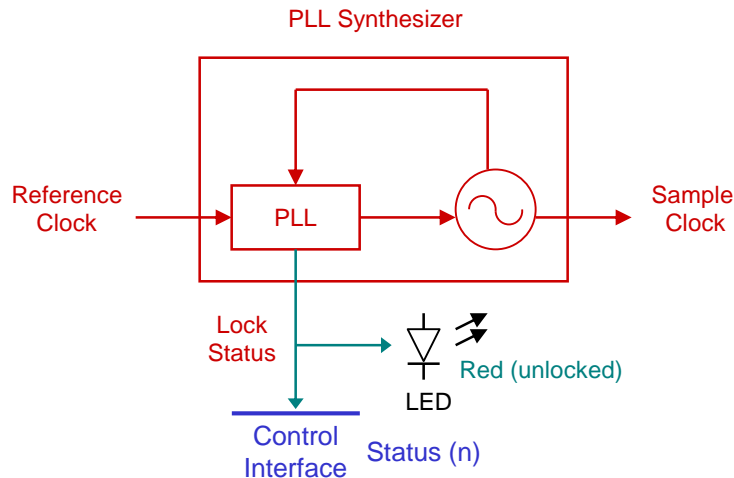 PLL Synthesizer
Reference
Clock
PLL
Sample
Clock
Lock
Status
Red (unlocked)
LED
Control
Interface
Status (n)